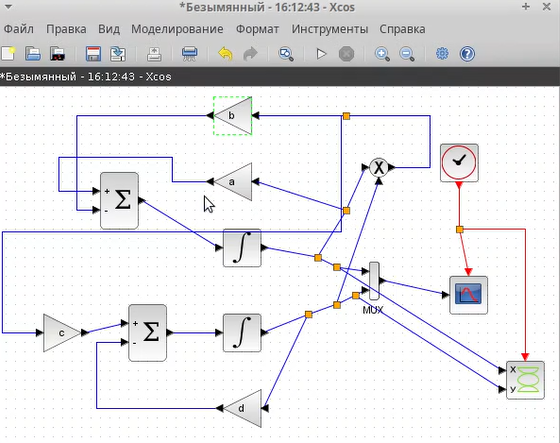 *Безымянный - 16:12:43 - Xcos
Файл Правка Вид Моделирование Формат Инструменты Справка
*Безымянный - 16:12:43 - Xcos
b
a
X
+
-
Σ
∫
MUX
c
+
-
Σ
∫
X
У
d